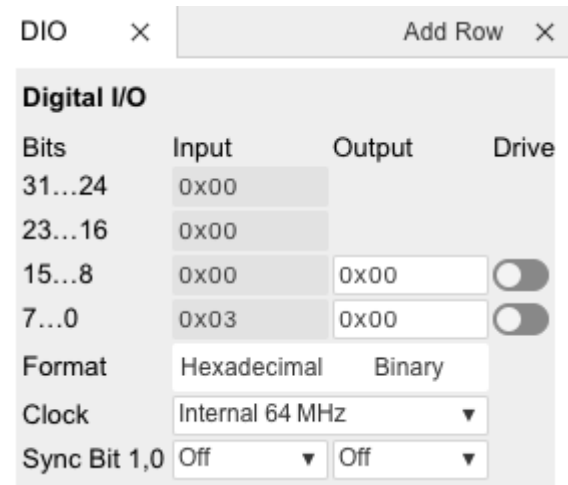 DIO × Add Row ×
Digital I/O
Bits Input Output Drive
31...24 0x00
23...16 0x00
15...8 0x00 0x00
7...0 0x03 0x00
Format Hexadecimal Binary
Clock Internal 64 MHz ▼
Sync Bit 1,0 Off ▼ Off ▼